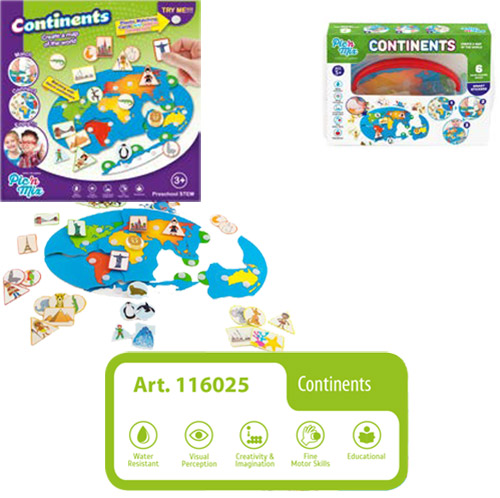 Continents
TRY ME!!!
Create a map
of the world
Pic'n
Mix
3+
Preschool STEM
Pic'n
Mix
CONTINENTS
CREATE A MAP
OF THE WORLD
6
Art. 116025
Continents
Water
Resistant
Visual
Perception
Creativity &
Imagination
Fine
Motor Skills
Educational